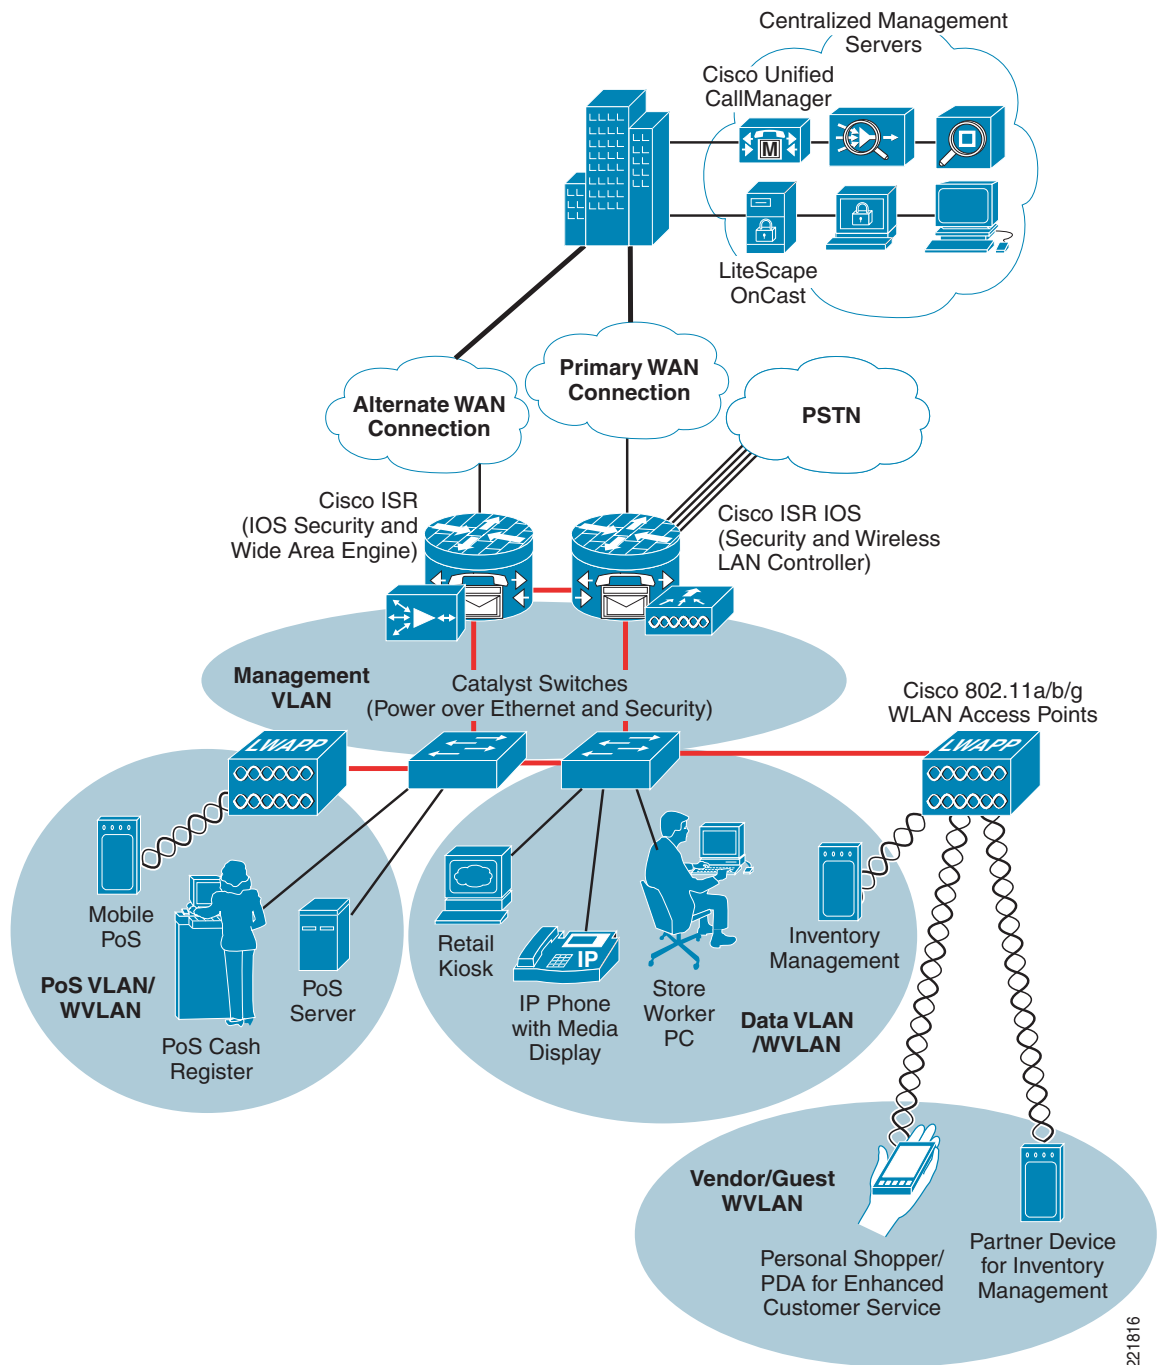 Centralized Management
Servers
Cisco Unified
CallManager
M
LiteScape
OnCast
Primary WAN
Connection
Alternate WAN
Connection
PSTN
Cisco ISR
(IOS Security and
Wide Area Engine)
Cisco ISR IOS
(Security and Wireless
LAN Controller)
Management
VLAN
Catalyst Switches
(Power over Ethernet and Security)
Cisco 802.11a/b/g
WLAN Access Points
LWAPP
LWAPP
Mobile
PoS
PoS VLAN/
WVLAN
PoS Cash
Register
PoS
Server
Retail
Kiosk
IP
IP Phone
with Media
Display
Store
Worker
PC
Inventory
Management
Data VLAN
/WVLAN
Vendor/Guest
WVLAN
Personal Shopper/
PDA for Enhanced
Customer Service
Partner Device
for Inventory
Management
221816